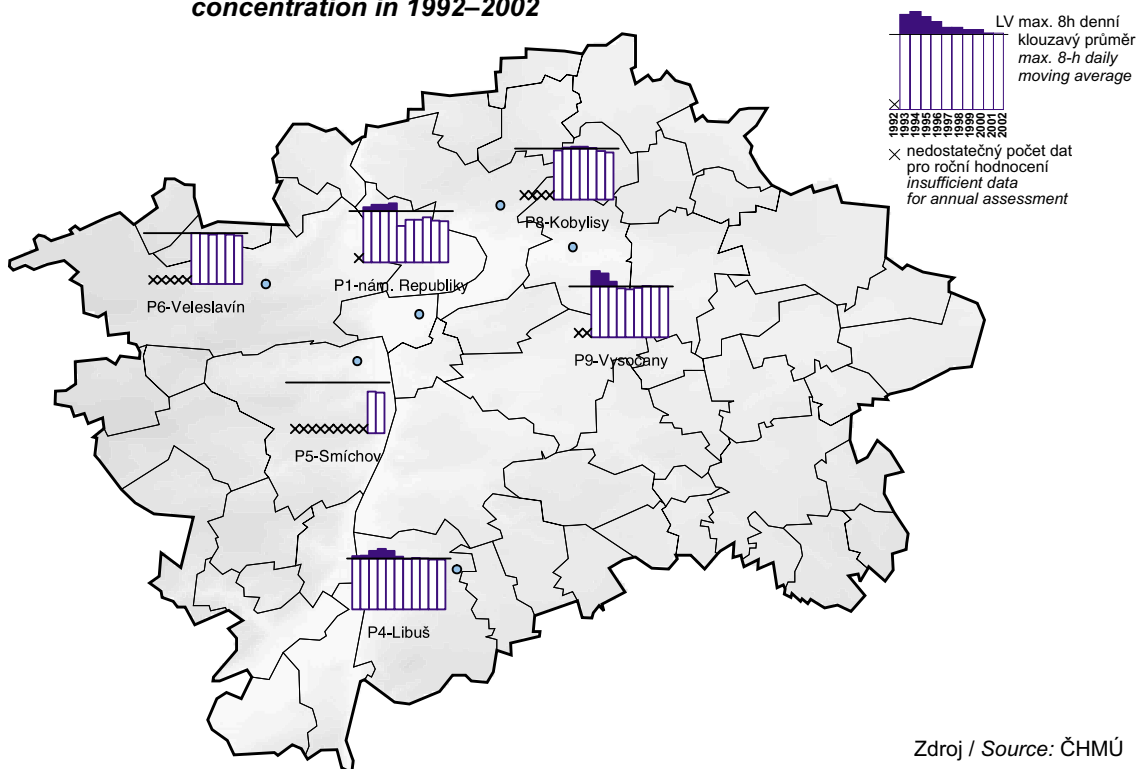 concentration in 1992–2002
LV max. 8h denní
klouzavý průměr
max. 8-h daily
moving average
1992
1993
1994
1995
1996
1997
1998
1999
2000
2001
2002
× nedostatečný počet dat
pro roční hodnocení
insufficient data
for annual assessment
P8-Kobylisy
P1-nám. Republiky
P6-Veleslavín
P9-Vysočany
P5-Smíchov
P4-Libuš
Zdroj / Source: ČHMÚ